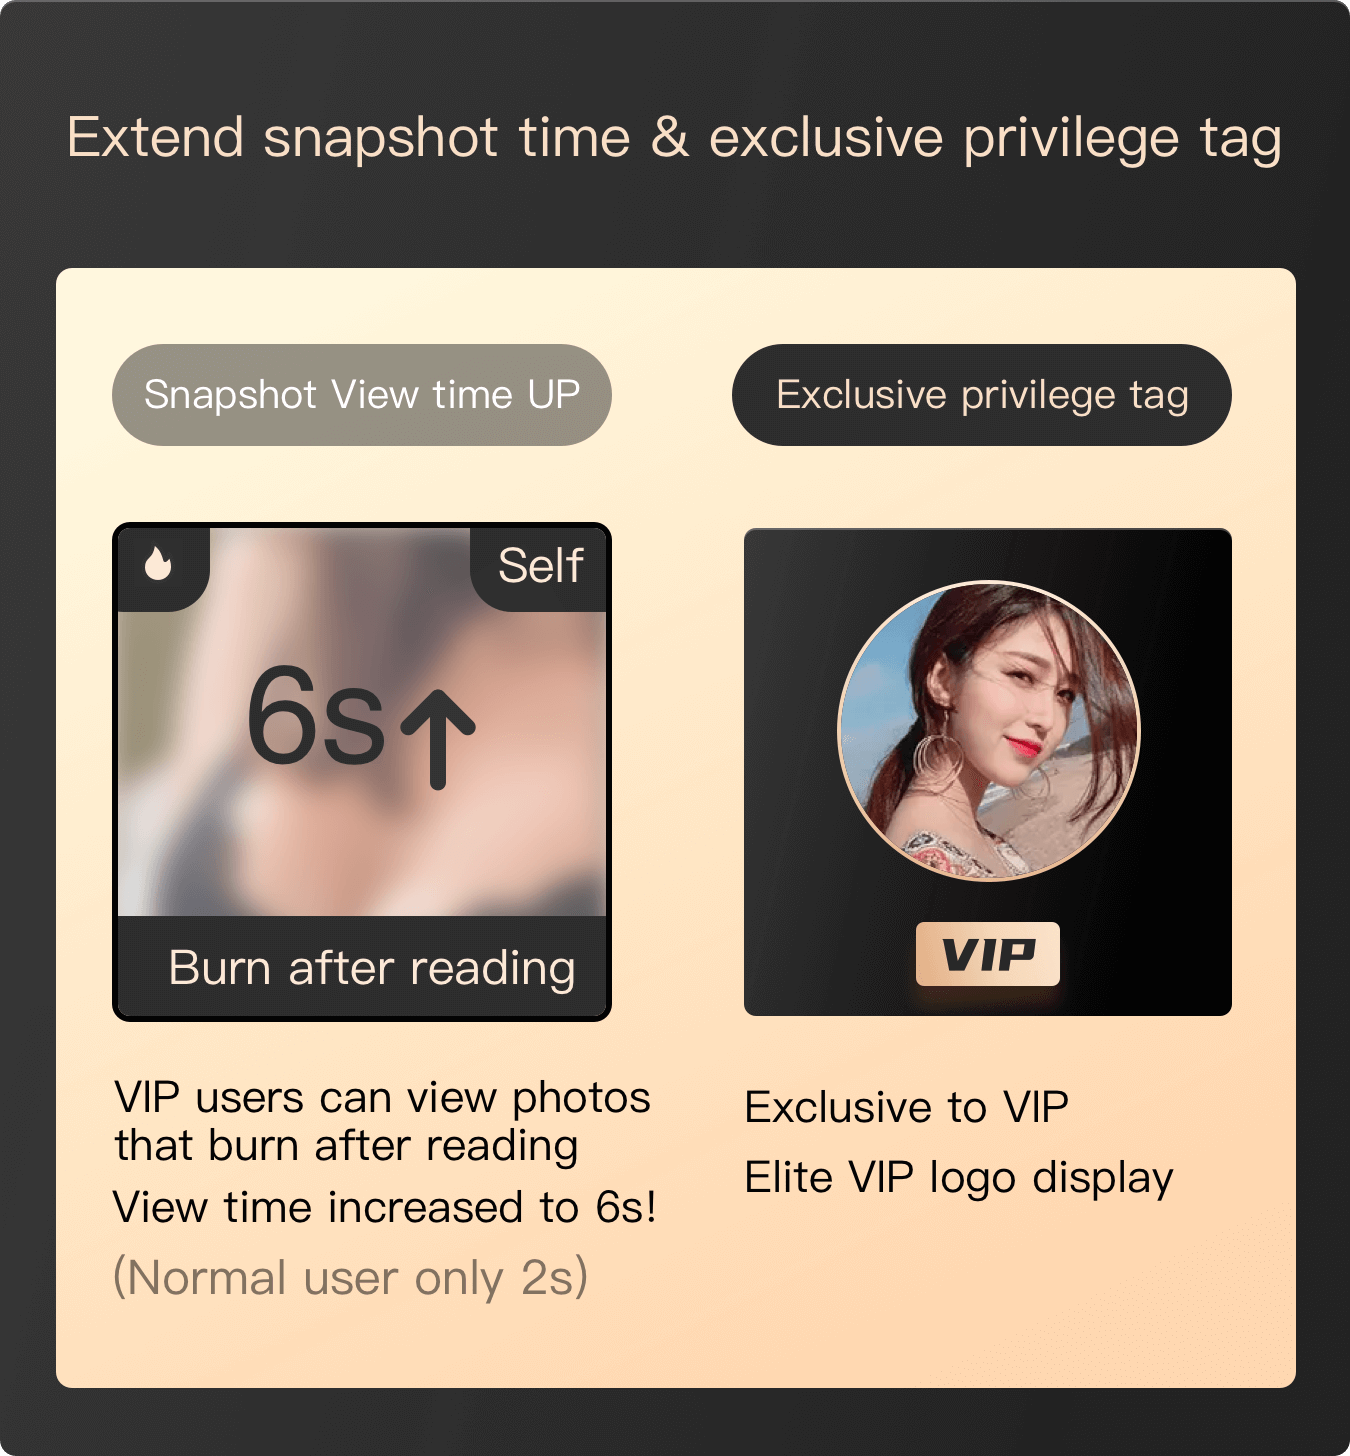 Extend snapshot time & exclusive privilege tag
Snapshot View time UP
Self
6s↑
Burn after reading
VIP users can view photos
that burn after reading
View time increased to 6s!
(Normal user only 2s)
Exclusive privilege tag
VIP
Exclusive to VIP
Elite VIP logo display